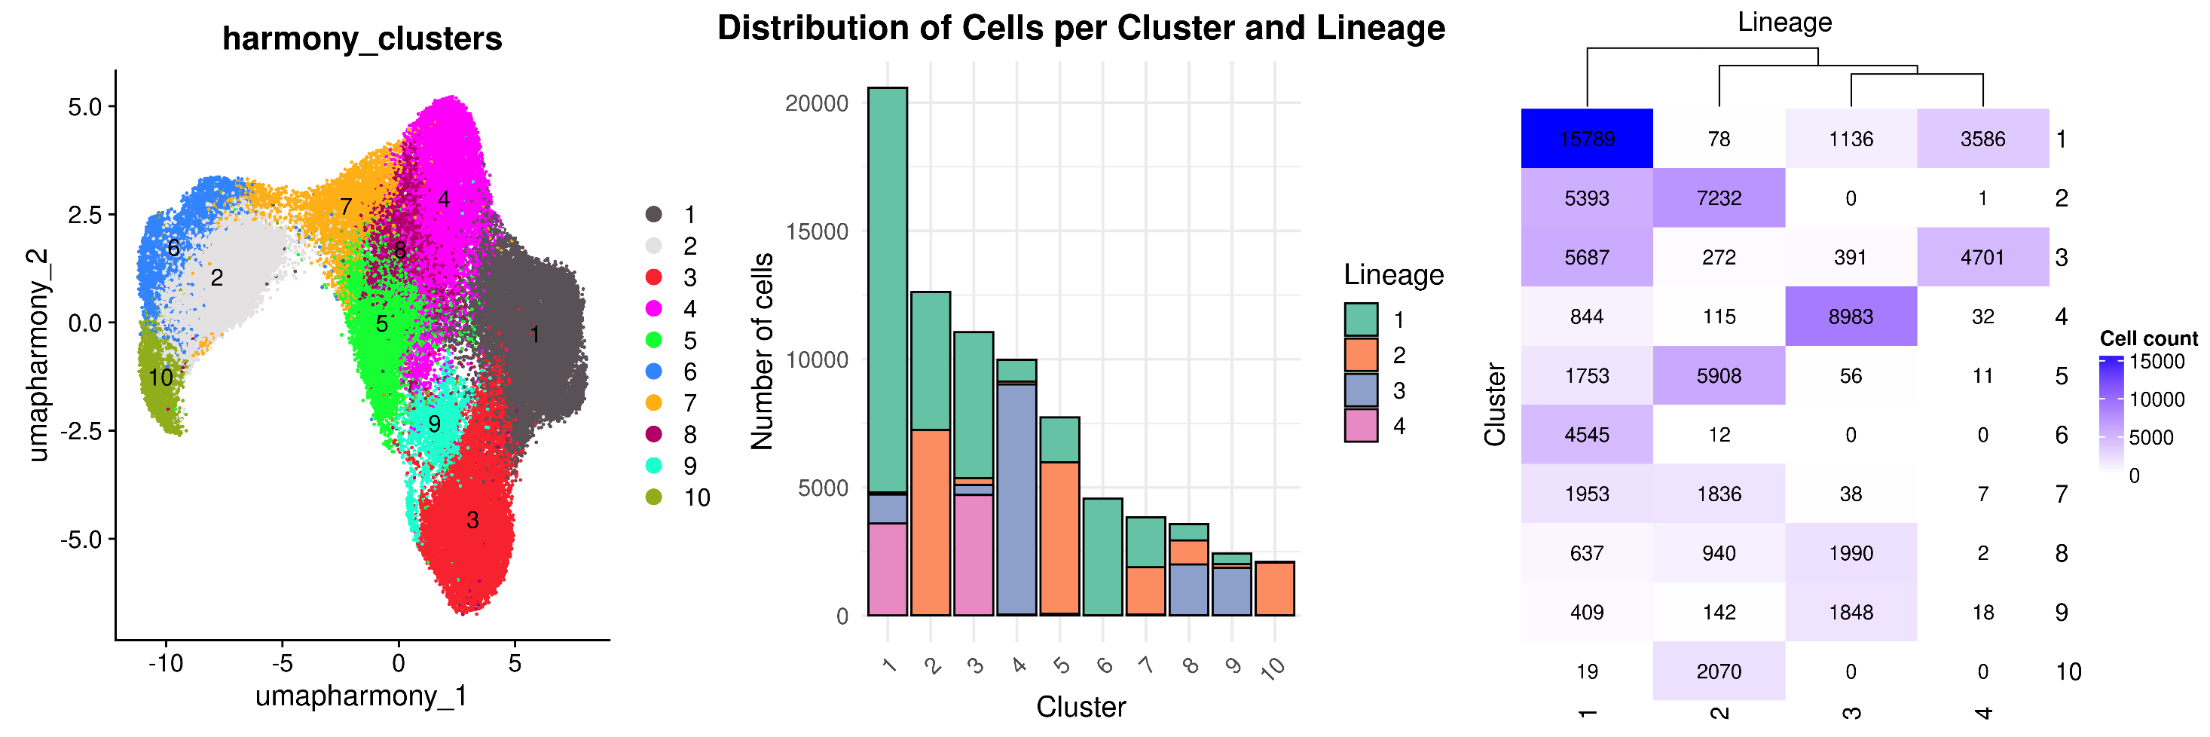 harmony_clusters
umapharmony_2
5.0
2.5
0.0
-2.5
-5.0
-10
-5
0
5
umapharmony_1
4
7
6
8
2
5
1
10
9
3
1
2
3
4
5
6
7
8
9
10
Distribution of Cells per Cluster and Lineage
Number of cells
20000
15000
10000
5000
0
1 2 3 4 5 6 7 8 9 10
Cluster
Lineage
1
2
3
4
Lineage
Cluster
15789 78 1136 3586 1
5393 7232 0 1 2
5687 272 391 4701 3
844 115 8983 32 4
1753 5908 56 11 5
4545 12 0 0 6
1953 1836 38 7 7
637 940 1990 2 8
409 142 1848 18 9
19 2070 0 0 10
1 2 3 4
Cell count
15000
10000
5000
0